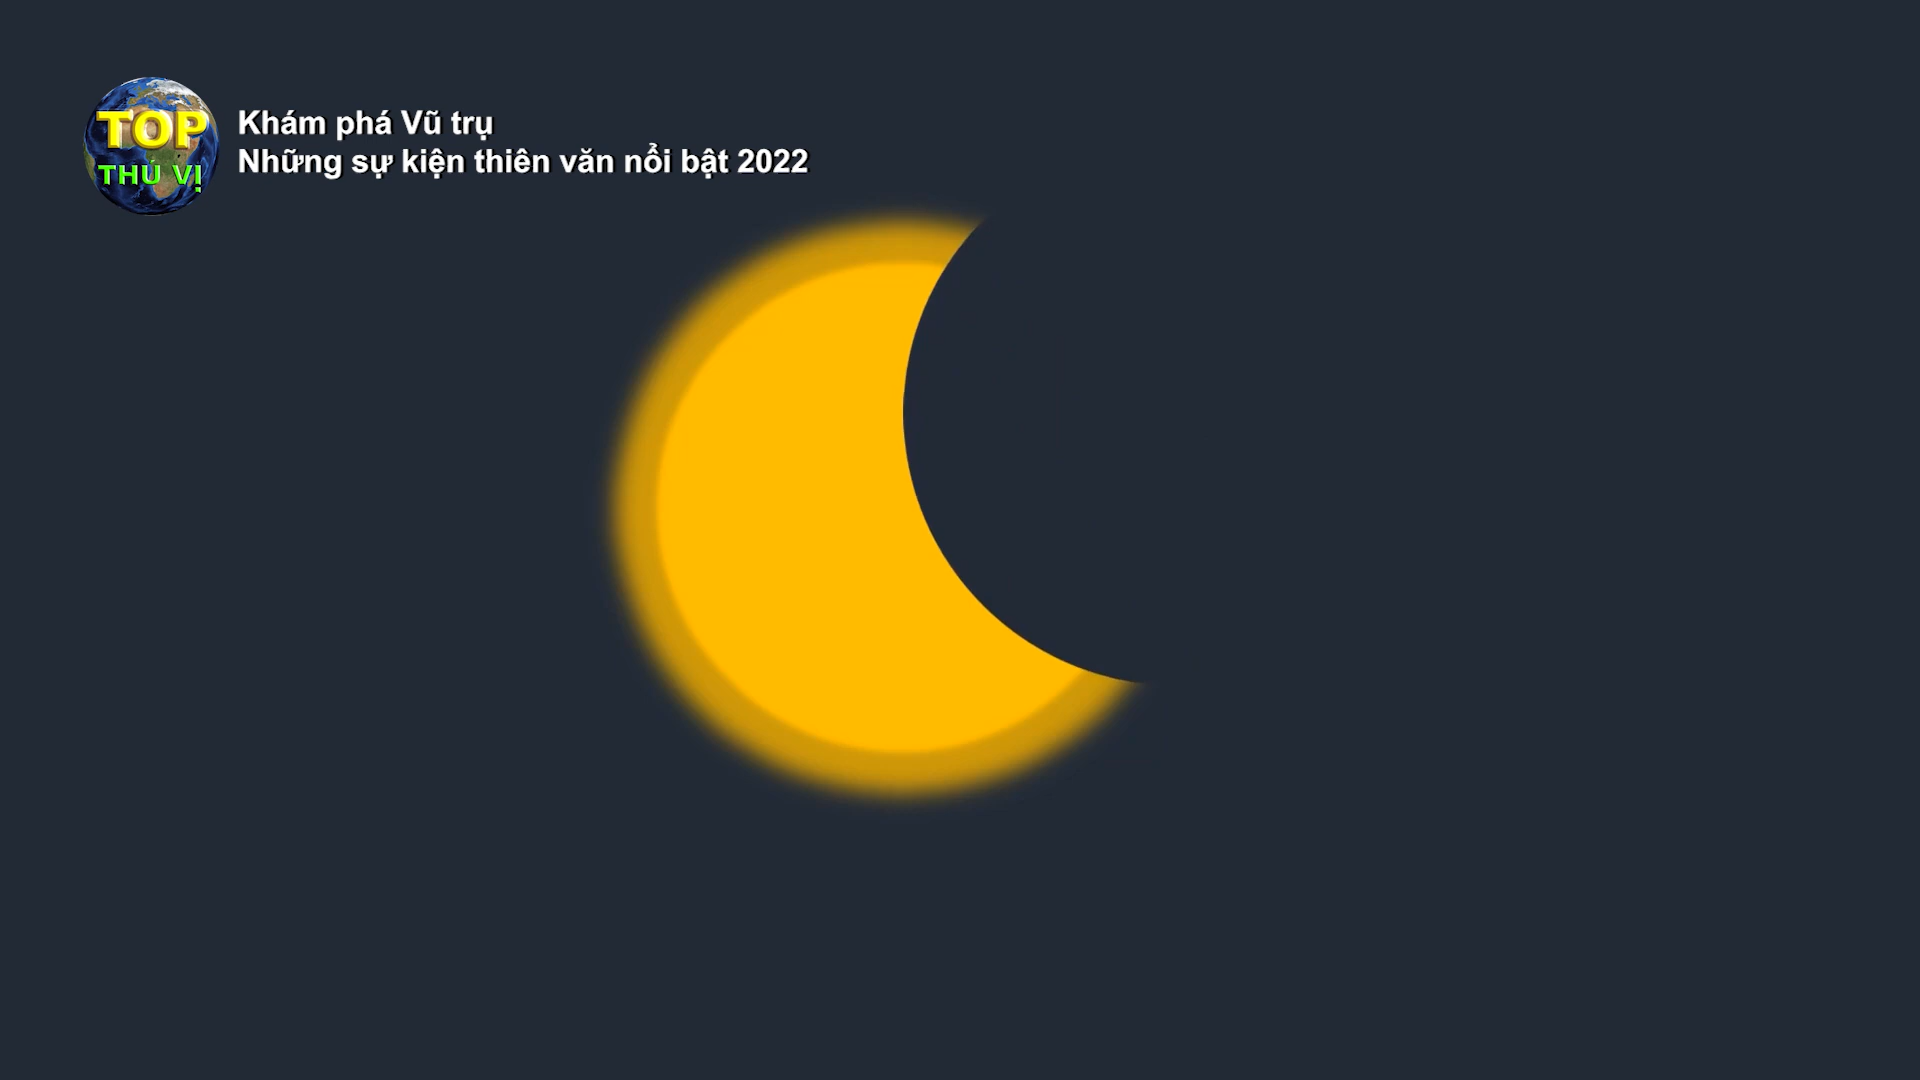 TOP
THÚ VỊ
Khám phá Vũ trụ
Những sự kiện thiên văn nổi bật 2022